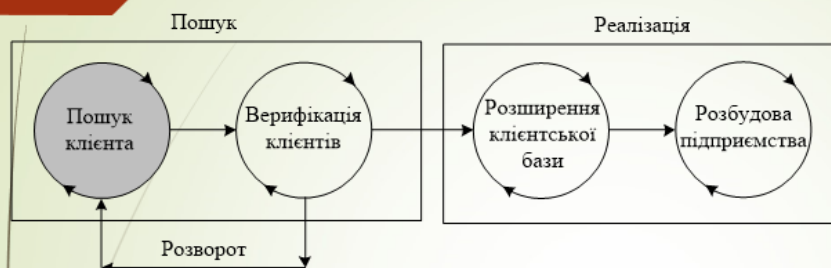 Пошук
Реалізація
Пошук
клієнта
Верифікація
клієнтів
Розширення
клієнтської
бази
Розбудова
підприємства
Розворот